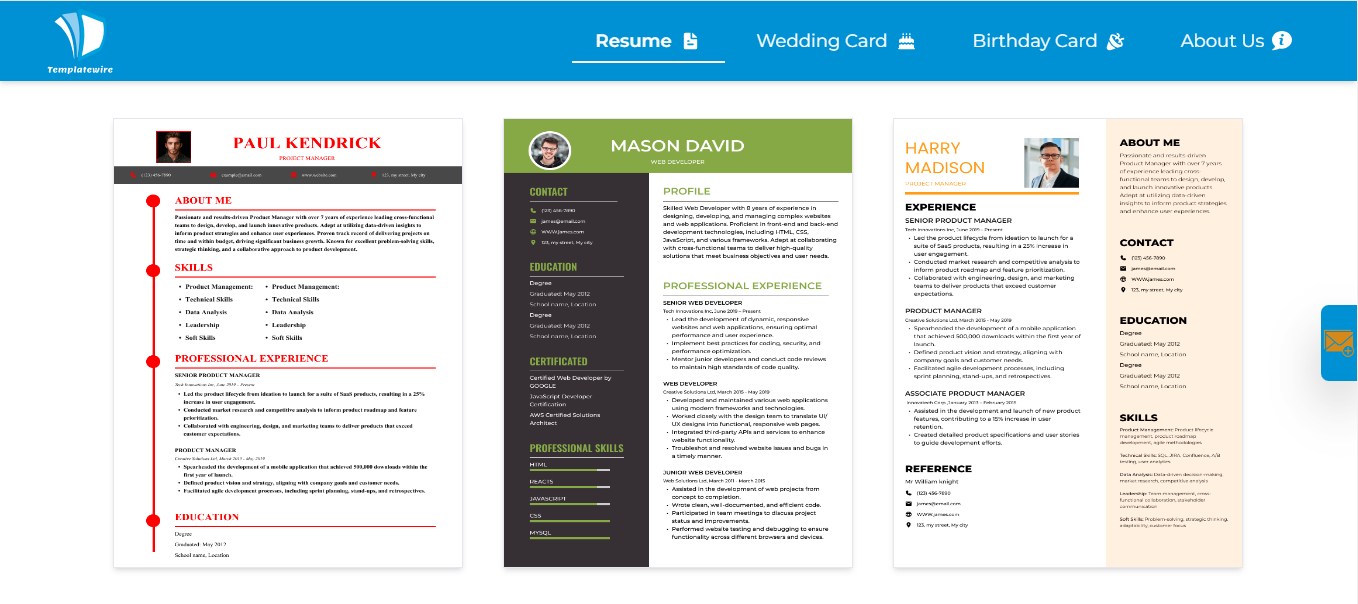 Templatewire
Resume
Wedding Card
Birthday Card
About Us
PAUL KENDRICK
PROJECT MANAGER
(123) 456-7890
example@email.com
www.website.com
123, my street, My city
ABOUT ME
Passionate and results-driven Product Manager with over 7 years of experience leading cross-functional
teams to design, develop, and launch innovative products. Adept at utilizing data-driven insights to
inform product strategies and enhance user experiences. Proven track record of delivering projects on
time and within budget, driving significant business growth. Known for excellent problem-solving skills,
strategic thinking, and a collaborative approach to product development.
SKILLS
• Product Management: • Product Management:
• Technical Skills • Technical Skills
• Data Analysis • Data Analysis
• Leadership • Leadership
• Soft Skills • Soft Skills
PROFESSIONAL EXPERIENCE
SENIOR PRODUCT MANAGER
Tech Innovations Inc, June 2019 – Present
• Led the product lifecycle from ideation to launch for a suite of SaaS products, resulting in a 25%
increase in user engagement.
• Conducted market research and competitive analysis to inform product roadmap and feature
prioritization.
• Collaborated with engineering, design, and marketing teams to deliver products that exceed
customer expectations.
PRODUCT MANAGER
Creative Solutions Ltd, March 2015 – May 2019
• Spearheaded the development of a mobile application that achieved 500,000 downloads within the
first year of launch.
• Defined product vision and strategy, aligning with company goals and customer needs.
• Facilitated agile development processes, including sprint planning, stand-ups, and retrospectives.
EDUCATION
Degree
Graduated: May 2012
School name, Location
MASON DAVID
WEB DEVELOPER
CONTACT
(123) 456-7890
james@email.com
WWW.james.com
123, my street, My city
EDUCATION
Degree
Graduated: May 2012
School name, Location
Degree
Graduated: May 2012
School name, Location
CERTIFICATED
Certified Web Developer by
GOOGLE
JavaScript Developer
Certification
AWS Certified Solutions
Architect
PROFESSIONAL SKILLS
HTML
REACTS
JAVASCRIPT
CSS
MYSQL
PROFILE
Skilled Web Developer with 8 years of experience in
designing, developing, and managing complex websites
and web applications. Proficient in front-end and back-end
development technologies, including HTML, CSS,
JavaScript, and various frameworks. Adept at collaborating
with cross-functional teams to deliver high-quality
solutions that meet business objectives and user needs.
PROFESSIONAL EXPERIENCE
SENIOR WEB DEVELOPER
Tech Innovations Inc, June 2019 – Present
• Lead the development of dynamic, responsive
websites and web applications, ensuring optimal
performance and user experience.
• Implement best practices for coding, security, and
performance optimization.
• Mentor junior developers and conduct code reviews
to maintain high standards of code quality.
WEB DEVELOPER
Creative Solutions Ltd, March 2015 - May 2019
• Developed and maintained various web applications
using modern frameworks and technologies.
• Worked closely with the design team to translate UI/
UX designs into functional, responsive web pages.
• Integrated third-party APIs and services to enhance
website functionality.
• Troubleshot and resolved website issues and bugs in
a timely manner.
JUNIOR WEB DEVELOPER
Web Solutions Ltd, March 2011 - March 2015
• Assisted in the development of web projects from
concept to completion.
• Wrote clean, well-documented, and efficient code.
• Participated in team meetings to discuss project
status and improvements.
• Performed website testing and debugging to ensure
functionality across different browsers and devices.
HARRY
MADISON
PROJECT MANAGER
EXPERIENCE
SENIOR PRODUCT MANAGER
Tech Innovations Inc, June 2019 – Present
• Led the product lifecycle from ideation to launch for a
suite of SaaS products, resulting in a 25% increase in
user engagement.
• Conducted market research and competitive analysis to
inform product roadmap and feature prioritization.
• Collaborated with engineering, design, and marketing
teams to deliver products that exceed customer
expectations.
PRODUCT MANAGER
Creative Solutions Ltd, March 2015 – May 2019
• Spearheaded the development of a mobile application
that achieved 500,000 downloads within the first year of
launch.
• Defined product vision and strategy, aligning with
company goals and customer needs.
• Facilitated agile development processes, including
sprint planning, stand-ups, and retrospectives.
ASSOCIATE PRODUCT MANAGER
Innovatech Corp, January 2013 – February 2015
• Assisted in the development and launch of new product
features, contributing to a 15% increase in user
retention.
• Created detailed product specifications and user stories
to guide development efforts.
REFERENCE
Mr William knight
(123) 456-7890
james@email.com
WWW.james.com
123, my street, My city
ABOUT ME
Passionate and results-driven
Product Manager with over 7 years
of experience leading cross-
functional teams to design, develop,
and launch innovative products.
Adept at utilizing data-driven
insights to inform product strategies
and enhance user experiences.
CONTACT
(123) 456-7890
james@email.com
WWW.james.com
123, my street, My city
EDUCATION
Degree
Graduated: May 2012
School name, Location
Degree
Graduated: May 2012
School name, Location
SKILLS
Product Management: Product lifecycle
management, product roadmap
development, agile methodologies
Technical Skills: SQL, JIRA, Confluence, A/B
testing, user analytics
Data Analysis: Data-driven decision-making,
market research, competitive analysis
Leadership: Team management, cross-
functional collaboration, stakeholder
communication
Soft Skills: Problem-solving, strategic thinking,
adaptability, customer focus